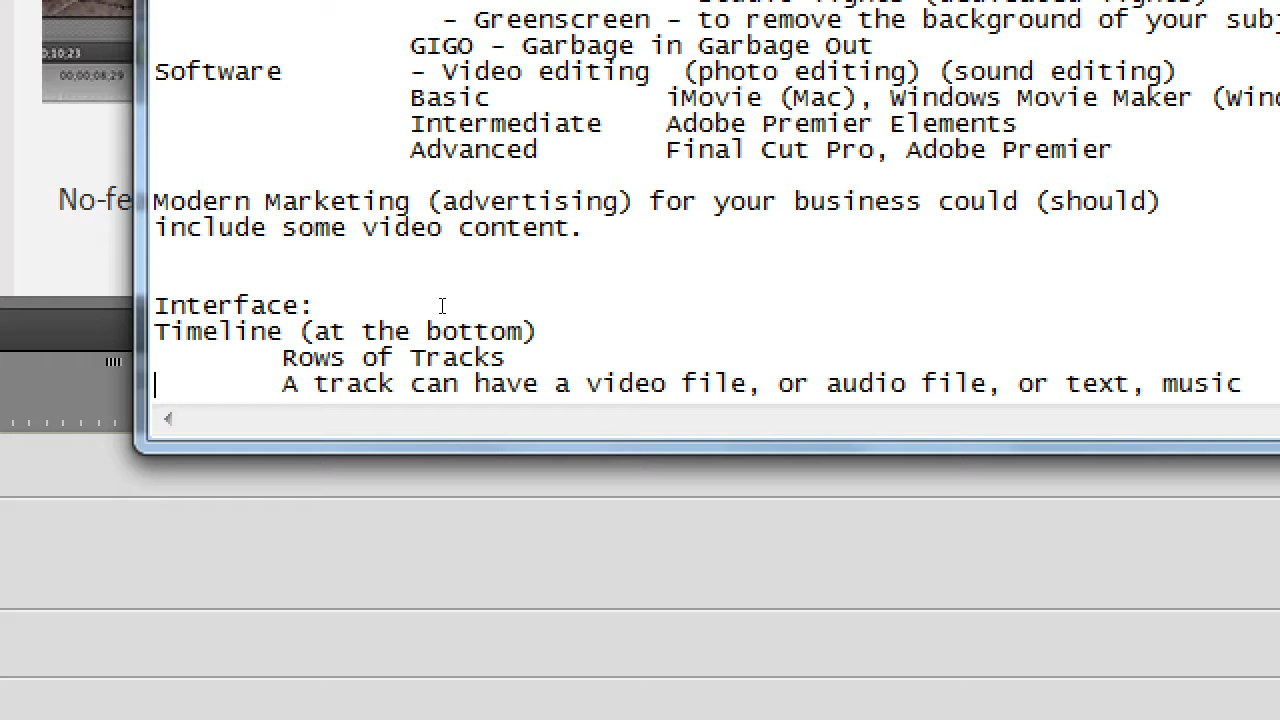 - Greenscreen - to remove the background of your
GIGO - Garbage in Garbage Out
0;10;23
Software - Video editing (photo editing) (sound editing)
00;00;08;29
Basic iMovie (Mac), Windows Movie Maker
Intermediate Adobe Premier Elements
Advanced Final Cut Pro, Adobe Premier
No-fe
Modern Marketing (advertising) for your business could (should)
include some video content.
Interface:
Timeline (at the bottom)
Rows of Tracks
A track can have a video file, or audio file, or text, music